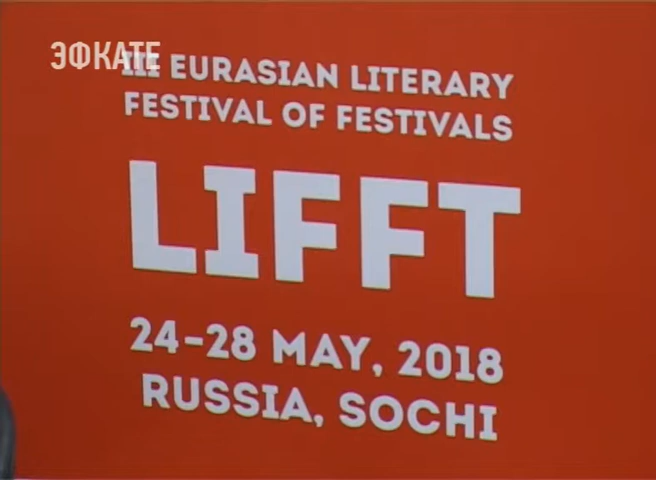 ЭФКАТЕ
III EURASIAN LITERARY
FESTIVAL OF FESTIVALS
LIFFT
24-28 MAY, 2018
RUSSIA, SOCHI